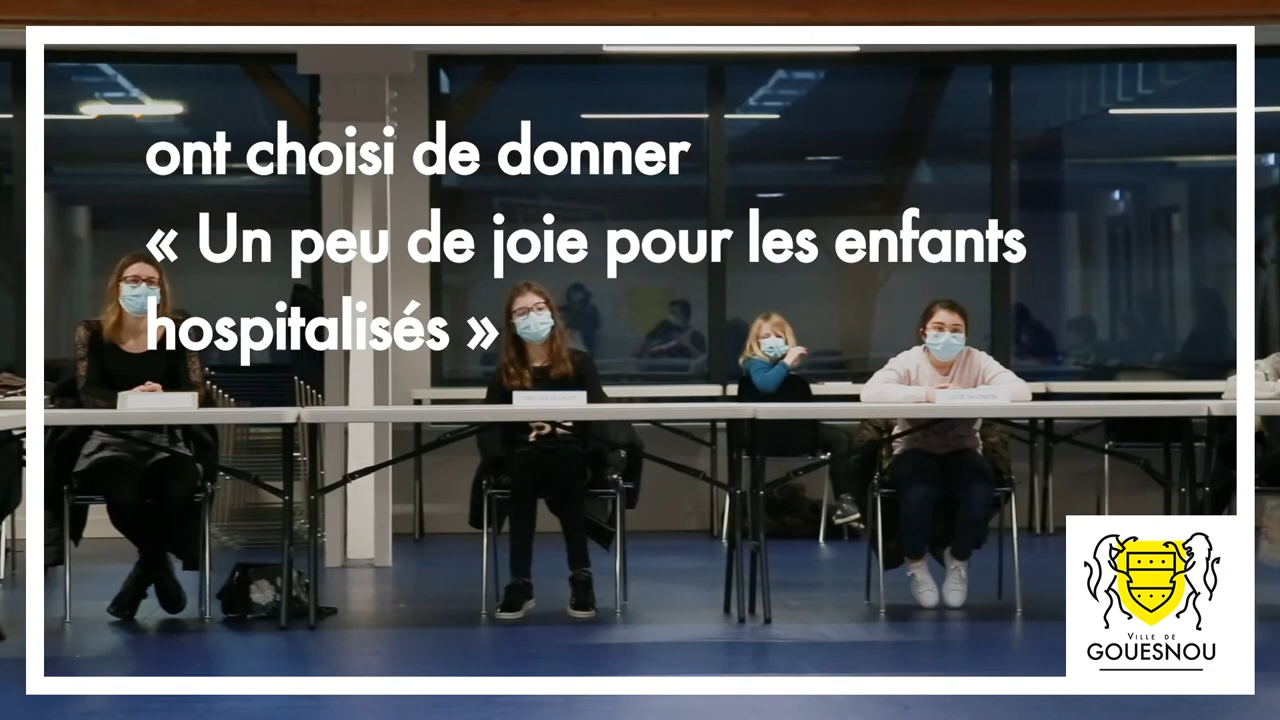 ont choisi de donner
« Un peu de joie pour les enfants
hospitalisés »
VILLE DE
GOUESNOU